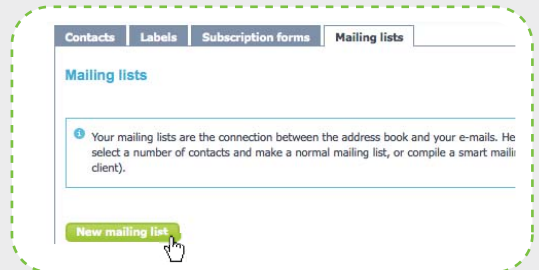 Contacts Labels Subscription forms Mailing lists
Mailing lists
Your mailing lists are the connection between the address book and your e-mails. He
select a number of contacts and make a normal mailing list, or compile a smart maili
client).
New mailing list